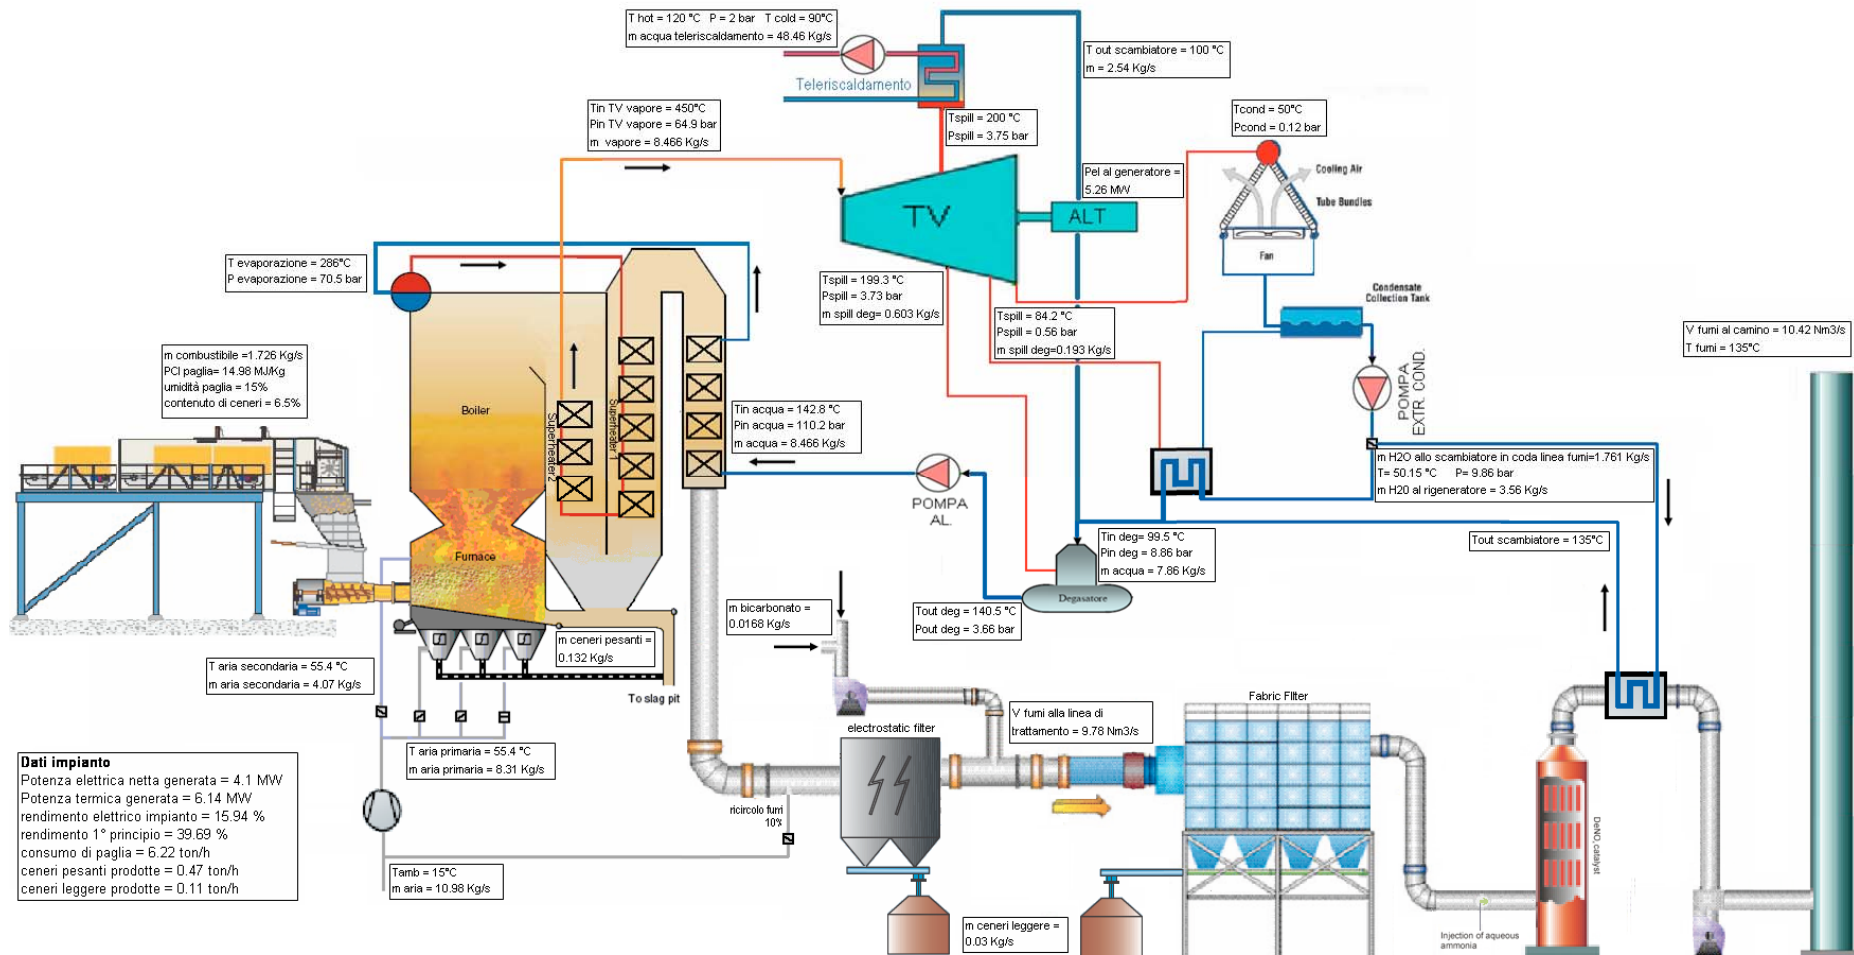 T hot = 120 °C P = 2 bar T cold = 90°C
m acqua teleriscaldamento = 48.46 Kg/s
Teleriscaldamento
T out scambiatore = 100 °C
m = 2.54 Kg/s
Tin TV vapore = 450°C
Pin TV vapore = 64.9 bar
m vapore = 8.466 Kg/s
Tspill = 200 °C
Pspill = 3.75 bar
Tcond = 50°C
Pcond = 0.12 bar
Cooling Air
Tube Bundles
Fan
Condensate
Collection Tank
Pel al generatore =
5.26 MW
TV
ALT
T evaporazione = 286°C
P evaporazione = 70.5 bar
Tspill = 199.3 °C
Pspill = 3.73 bar
m spill deg= 0.603 Kg/s
Tspill = 84.2 °C
Pspill = 0.56 bar
m spill deg=0.193 Kg/s
V fumi al camino = 10.42 Nm3/s
T fumi = 135°C
m combustibile =1.726 Kg/s
PCI paglia= 14.98 MJ/Kg
umidità paglia = 15%
contenuto di ceneri = 6.5%
Boiler
Superheater 2
Superheater 1
Tin acqua = 142.8 °C
Pin acqua = 110.2 bar
m acqua = 8.466 Kg/s
POMPA
EXTR. COND.
m H2O allo scambiatore in coda linea fumi=1.761 Kg/s
T= 50.15 °C P= 9.86 bar
m H20 al rigeneratore = 3.56 Kg/s
POMPA
AL.
Furnace
Tin deg= 99.5 °C
Pin deg = 8.86 bar
m acqua = 7.86 Kg/s
Tout scambiatore = 135°C
Degasatore
Tout deg = 140.5 °C
Pout deg = 3.66 bar
m bicarbonato =
0.0168 Kg/s
m ceneri pesanti =
0.132 Kg/s
To slag pit
T aria secondaria = 55.4 °C
m aria secondaria = 4.07 Kg/s
T aria primaria = 55.4 °C
m aria primaria = 8.31 Kg/s
electrostatic filter
V fumi alla linea di
trattamento = 9.78 Nm3/s
Fabric FIlter
Dati impianto
Potenza elettrica netta generata = 4.1 MW
Potenza termica generata = 6.14 MW
rendimento elettrico impianto = 15.94 %
rendimento 1° principio = 39.69 %
consumo di paglia = 6.22 ton/h
ceneri pesanti prodotte = 0.47 ton/h
ceneri leggere prodotte = 0.11 ton/h
ricircolo fumi
10%
Tamb = 15°C
m aria = 10.98 Kg/s
m ceneri leggere =
0.03 Kg/s
DeNOx catalyst
Injection of aqueous
ammonia